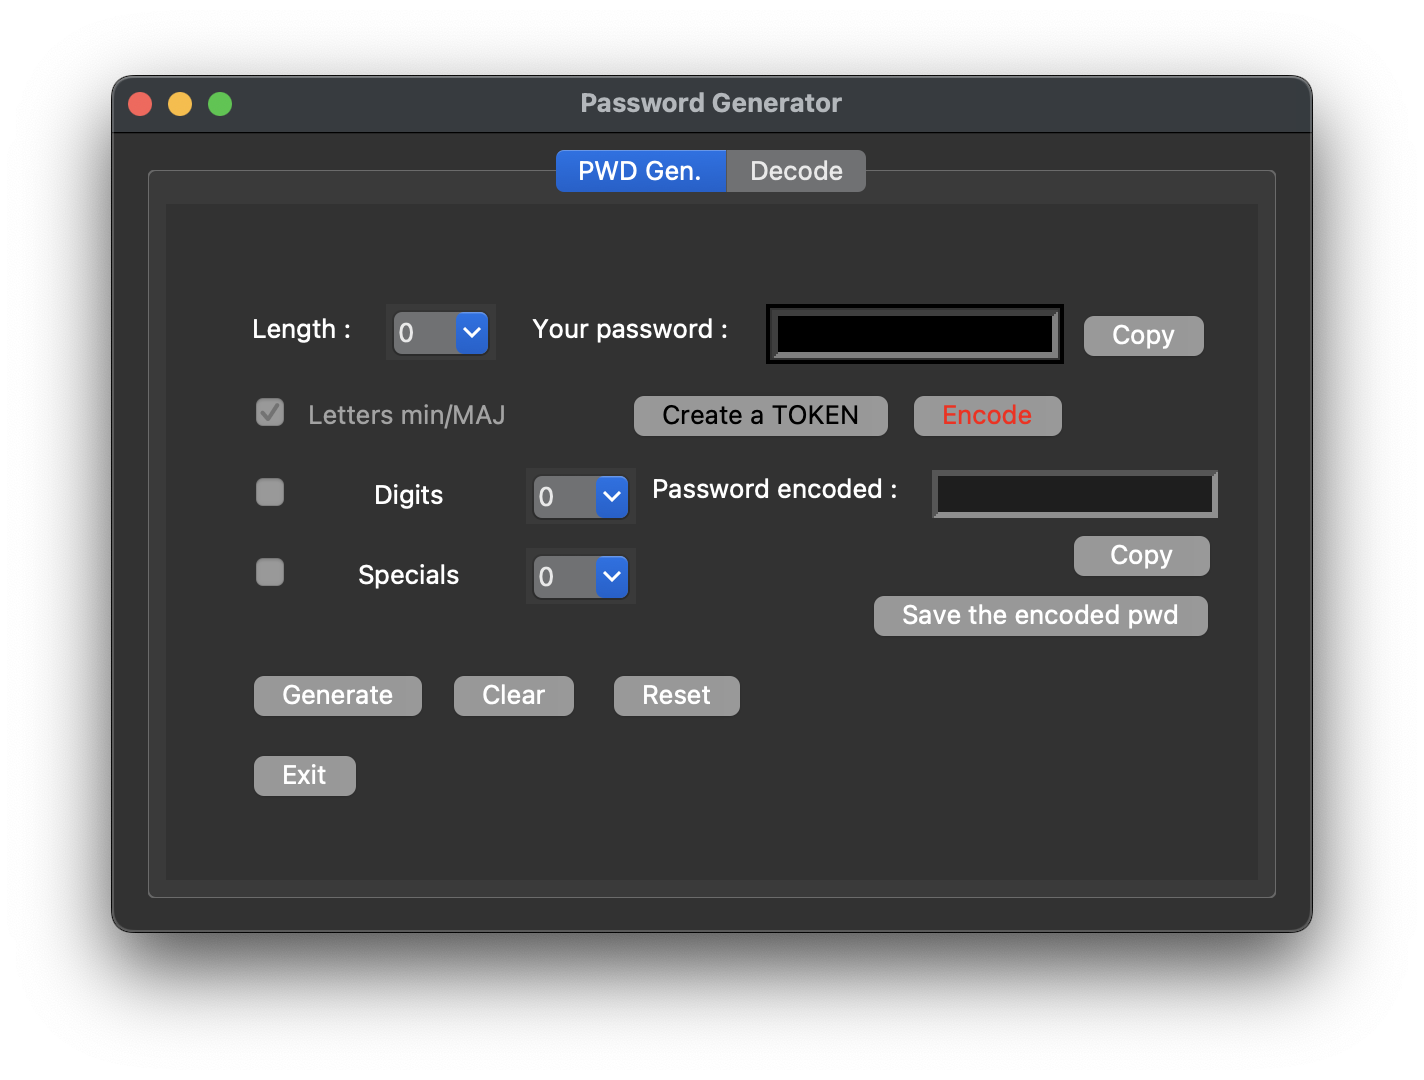 Password Generator
PWD Gen. Decode
Length : 0 Your password : Copy
Letters min/MAJ Create a TOKEN Encode
Digits 0 Password encoded :
Copy
Specials 0
Save the encoded pwd
Generate Clear Reset
Exit